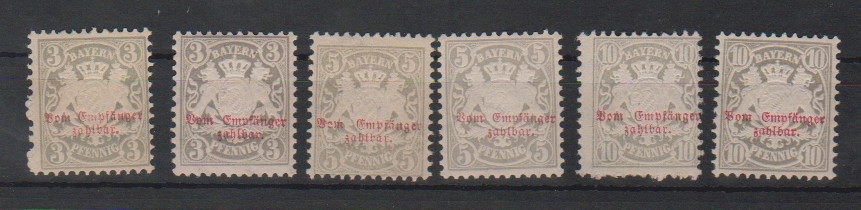 3 BAYERN 3
Vom Empfänger
zahlbar.
3 PFENNIG 3
3 BAYERN 3
Vom Empfänger
zahlbar.
3 PFENNIG 3
5 BAYERN 5
Vom Empfänger
zahlbar.
5 PFENNIG 5
5 BAYERN 5
Vom Empfänger
zahlbar.
5 PFENNIG 5
10 BAYERN 10
Vom Empfänger
zahlbar.
10 PFENNIG 10
10 BAYERN 10
Vom Empfänger
zahlbar.
10 PFENNIG 10